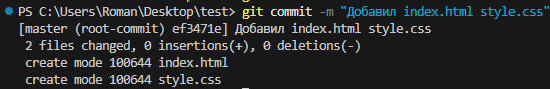 PS C:\Users\Roman\Desktop\test> git commit -m "Добавил index.html style.css"
[master (root-commit) ef3471e] Добавил index.html style.css
2 files changed, 0 insertions(+), 0 deletions(-)
create mode 100644 index.html
create mode 100644 style.css